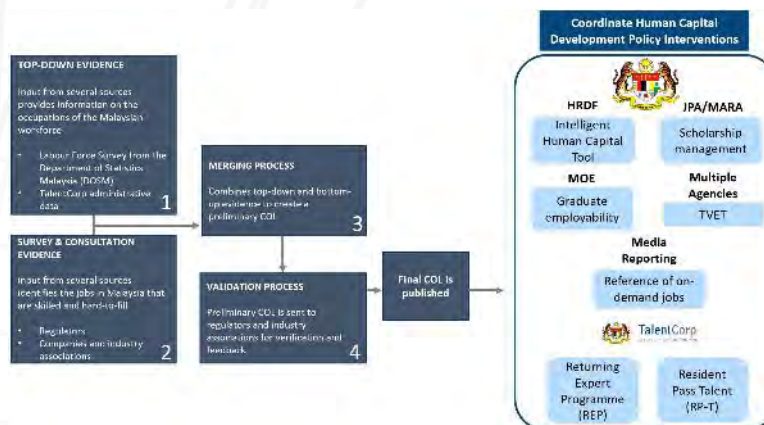 TOP-DOWN EVIDENCE
Input from several sources
provides information on the
occupations of the Malaysian
workforce
• Labour Force Survey from the
Department of Statistics
Malaysia (DOSM)
• TalentCorp administrative
data
1
SURVEY & CONSULTATION
EVIDENCE
Input from several sources
identifies the jobs in Malaysia that
are skilled and hard-to-fill
• Regulators
• Companies and industry
associations
2
MERGING PROCESS
Combines top-down and bottom-
up evidence to create a
preliminary COL
3
VALIDATION PROCESS
Preliminary COL is sent to
regulators and industry
associations for verification and
feedback
4
Final COL is
published
Coordinate Human Capital
Development Policy Interventions
HRDF
Intelligent
Human Capital
Tool
JPA/MARA
Scholarship
management
MOE
Graduate
employability
Multiple
Agencies
TVET
Media
Reporting
Reference of on-
demand jobs
TalentCorp
Returning
Expert
Programme
(REP)
Resident
Pass Talent
(RP-T)